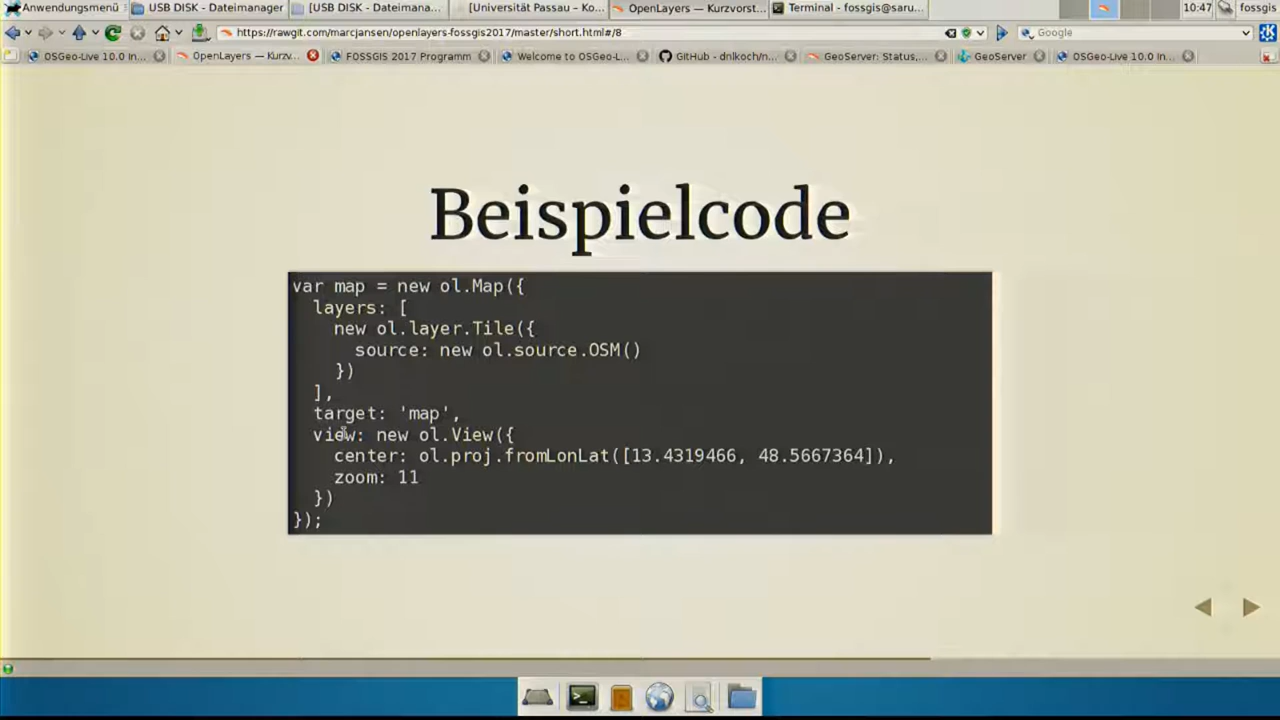 Anwendungsmenü
USB DISK - Dateimanager
[USB DISK - Dateimana...
[Universität Passau - Ko...
OpenLayers — Kurzvorst...
Terminal - fossgis@saru...
10:47
fossgis
https://rawgit.com/marcjansen/openlayers-fossgis2017/master/short.html#/8
Google
OSGeo-Live 10.0 In...
OpenLayers — Kurzv...
FOSSGIS 2017 Programm
Welcome to OSGeo-L...
GitHub - dnlkoch/n...
GeoServer: Status,...
GeoServer
OSGeo-Live 10.0 In...
Beispielcode
var map = new ol.Map({
layers: [
new ol.layer.Tile({
source: new ol.source.OSM()
})
],
target: 'map',
view: new ol.View({
center: ol.proj.fromLonLat([13.4319466, 48.5667364]),
zoom: 11
})
});